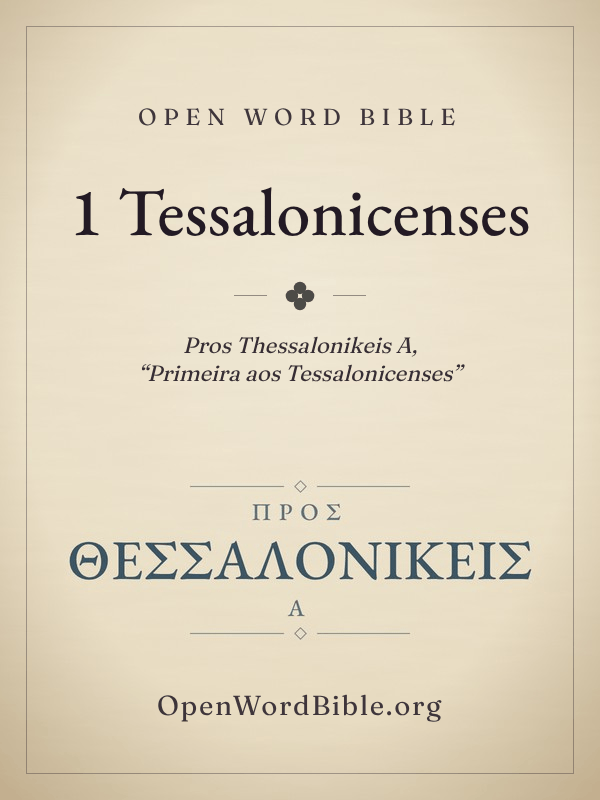 OPEN WORD BIBLE
1 Tessalonicenses
Pros Thessalonikeis A,
“Primeira aos Tessalonicenses”
ΠΡΟΣ
ΘΕΣΣΑΛΟΝΙΚΕΙΣ
Α
OpenWordBible.org